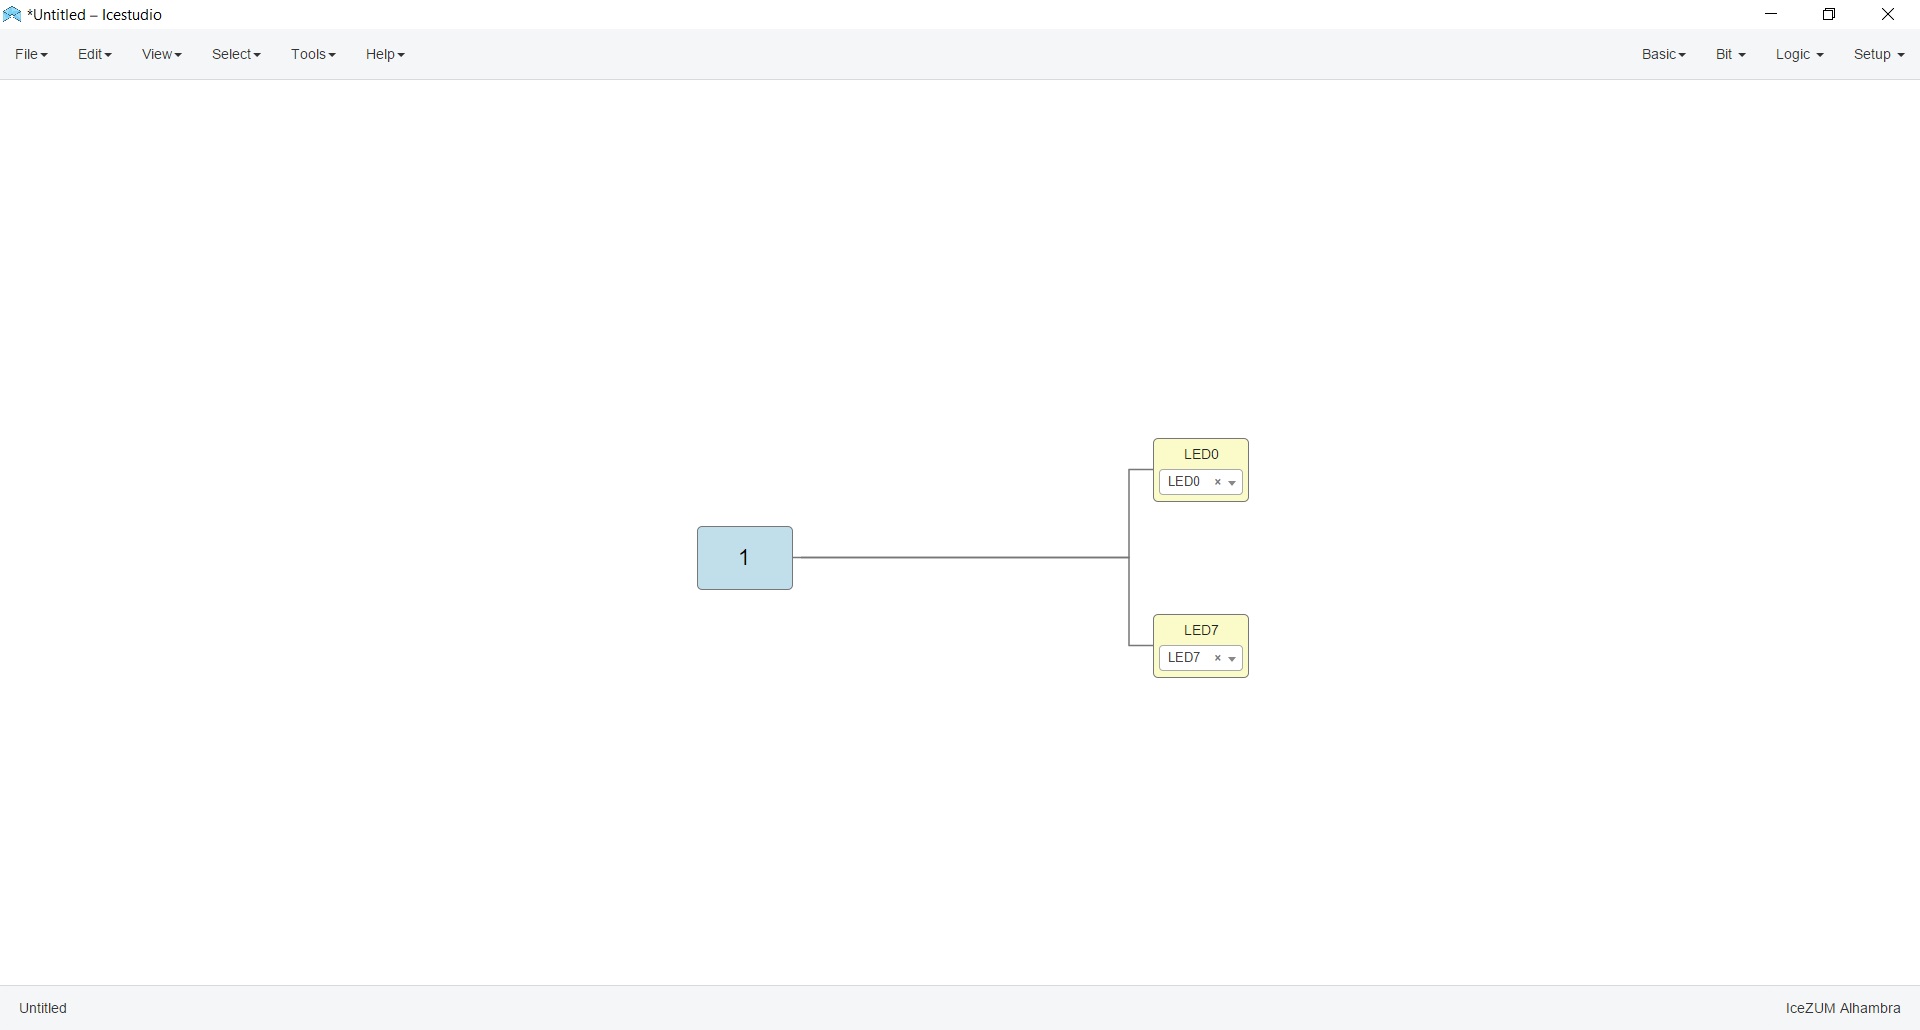 *Untitled – Icestudio
File Edit View Select Tools Help Basic Bit Logic Setup
LED0
LED0 ×
1
LED7
LED7 ×
Untitled IceZUM Alhambra